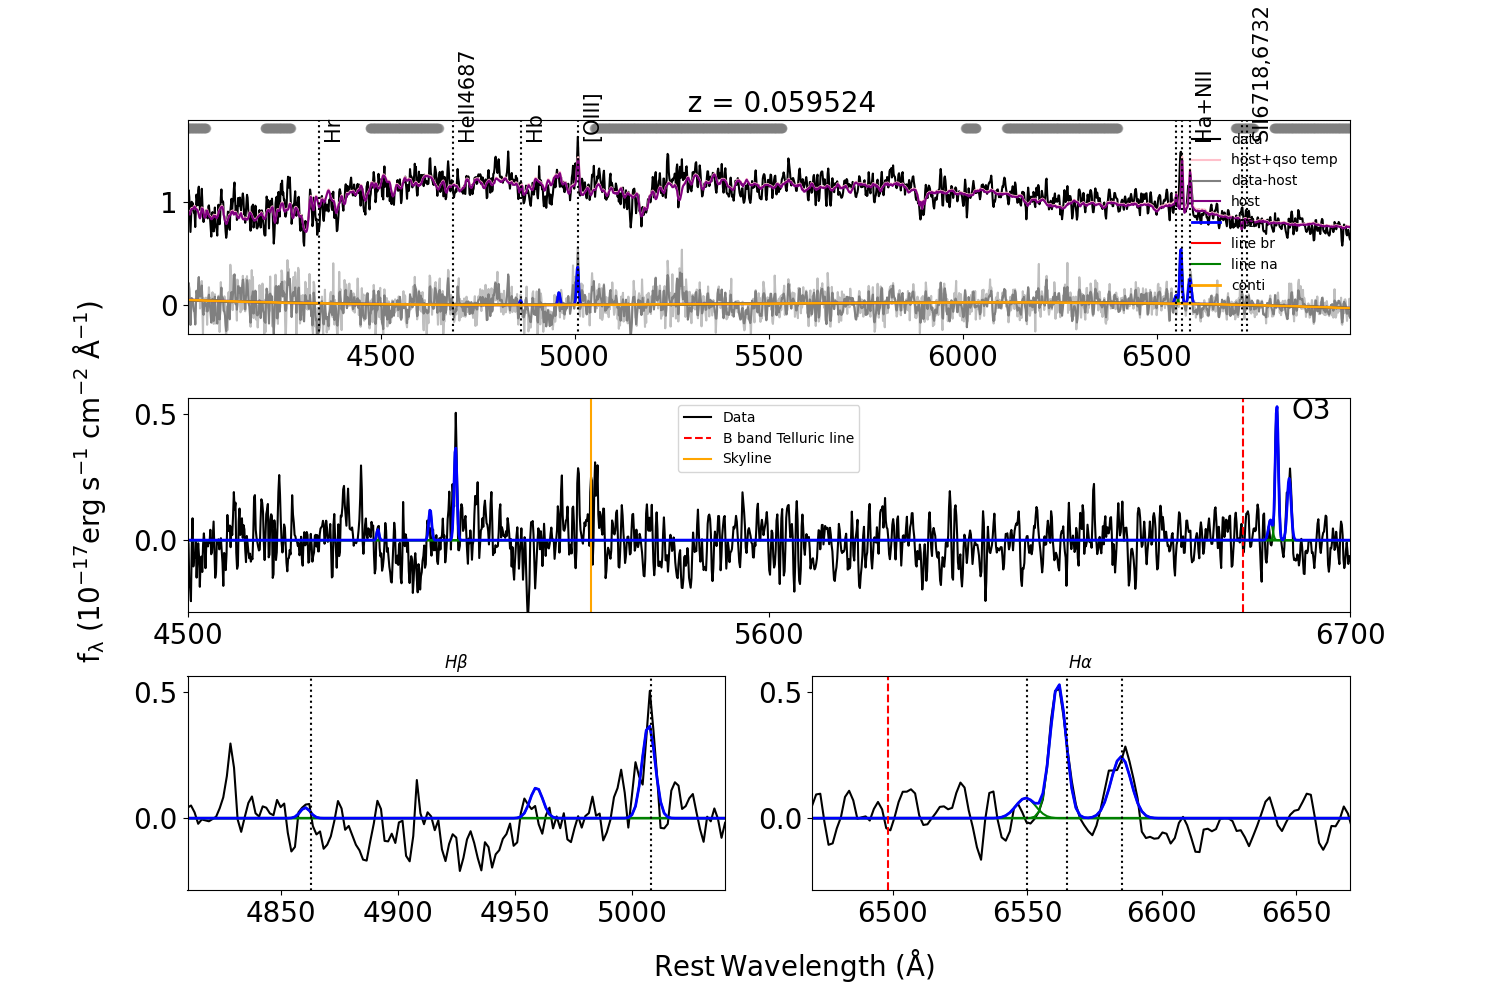 z = 0.059524
Hr
HeII4687
Hb
[OIII]
Ha+NII
SII6718,6732
data
host+qso temp
data-host
host
line br
line na
conti
1
0
4500 5000 5500 6000 6500
f_λ (10⁻¹⁷erg s⁻¹ cm⁻² Å⁻¹)
Data
B band Telluric line
Skyline
O3
0.5
0.0
4500 5600 6700
Hβ
0.5
0.0
4850 4900 4950 5000
Hα
0.5
0.0
6500 6550 6600 6650
Rest Wavelength (Å)